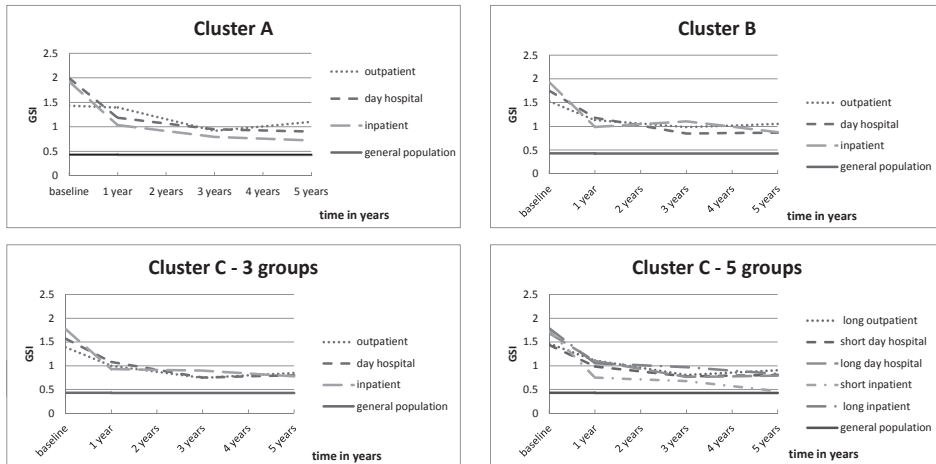 Cluster A
2.5
2
1.5
1
0.5
0
GSI
baseline 1 year 2 years 3 years 4 years 5 years
time in years
outpatient
day hospital
inpatient
general population
Cluster B
2.5
2
1.5
1
0.5
0
GSI
baseline 1 year 2 years 3 years 4 years 5 years
time in years
outpatient
day hospital
inpatient
general population
Cluster C - 3 groups
2.5
2
1.5
1
0.5
0
GSI
baseline 1 year 2 years 3 years 4 years 5 years
time in years
outpatient
day hospital
inpatient
general population
Cluster C - 5 groups
2.5
2
1.5
1
0.5
0
GSI
baseline 1 year 2 years 3 years 4 years 5 years
time in years
long outpatient
short day hospital
long day hospital
short inpatient
long inpatient
general population